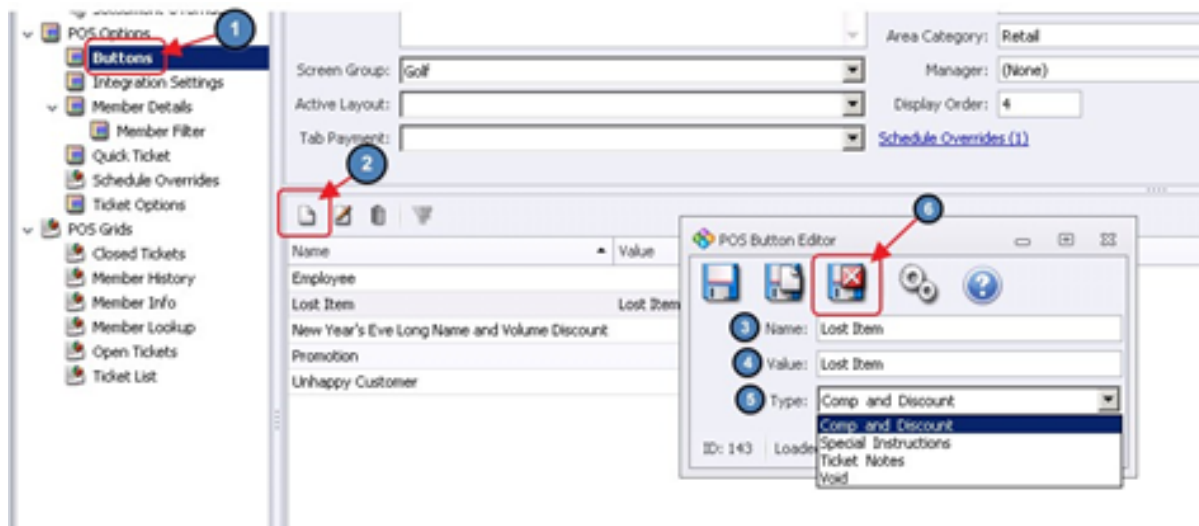 POS Options
Buttons
Integration Settings
Member Details
Member Filter
Quick Ticket
Schedule Overrides
Ticket Options
POS Grids
Closed Tickets
Member History
Member Info
Member Lookup
Open Tickets
Ticket List
1
Area Category: Retail
Screen Group: Golf
Manager: (None)
Active Layout:
Display Order: 4
Tab Payment:
Schedule Overrides (1)
2
Name Value
Employee
Lost Item Lost Item
New Year's Eve Long Name and Volume Discount
Promotion
Unhappy Customer
6
POS Button Editor
3 Name: Lost Item
4 Value: Lost Item
5 Type: Comp and Discount
Comp and Discount
Special Instructions
Ticket Notes
Void
ID: 143